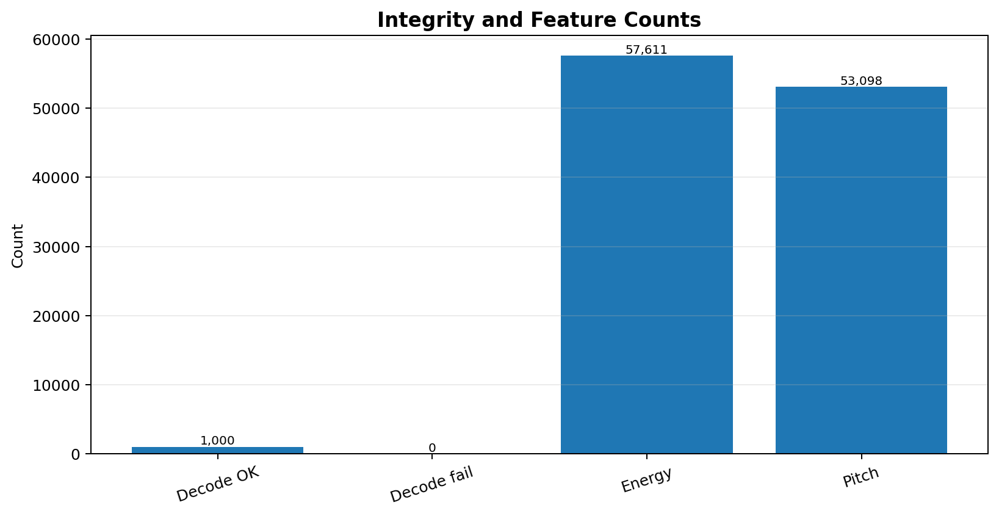 Integrity and Feature Counts
60000
50000
40000
30000
20000
10000
0
Count
57,611
53,098
1,000
0
Decode OK
Decode fail
Energy
Pitch